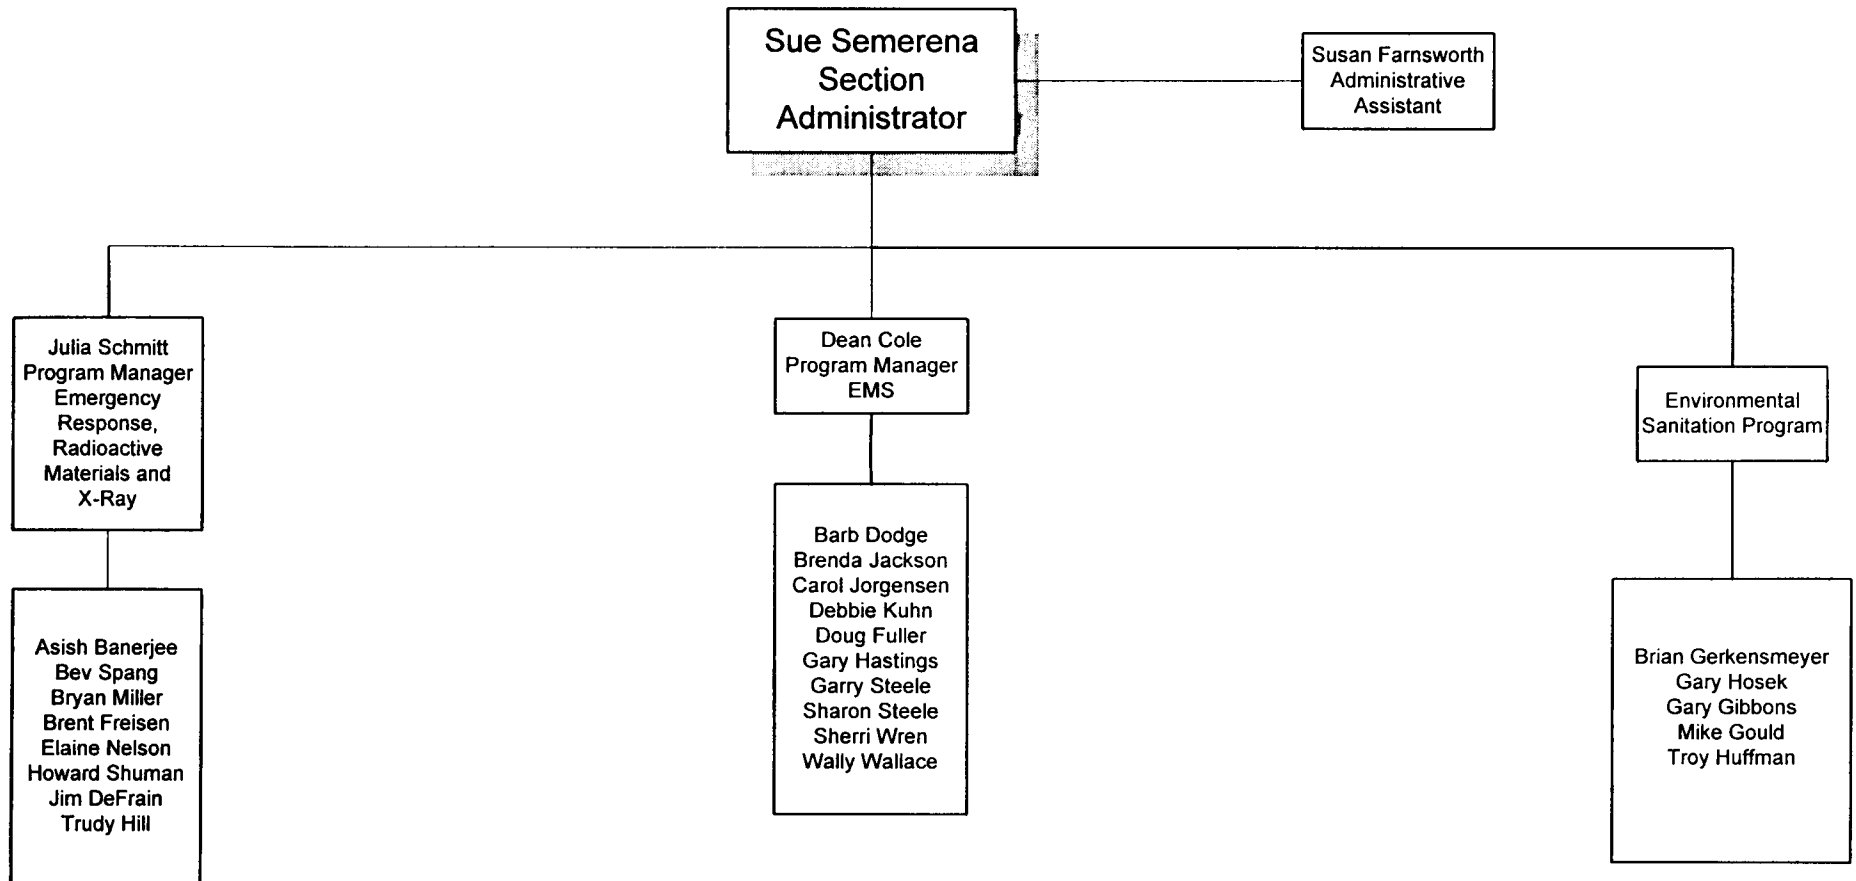 Sue Semerena
Section
Administrator
Susan Farnsworth
Administrative
Assistant
Julia Schmitt
Program Manager
Emergency
Response,
Radioactive
Materials and
X-Ray
Dean Cole
Program Manager
EMS
Environmental
Sanitation Program
Asish Banerjee
Bev Spang
Bryan Miller
Brent Freisen
Elaine Nelson
Howard Shuman
Jim DeFrain
Trudy Hill
Barb Dodge
Brenda Jackson
Carol Jorgensen
Debbie Kuhn
Doug Fuller
Gary Hastings
Garry Steele
Sharon Steele
Sherri Wren
Wally Wallace
Brian Gerkensmeyer
Gary Hosek
Gary Gibbons
Mike Gould
Troy Huffman